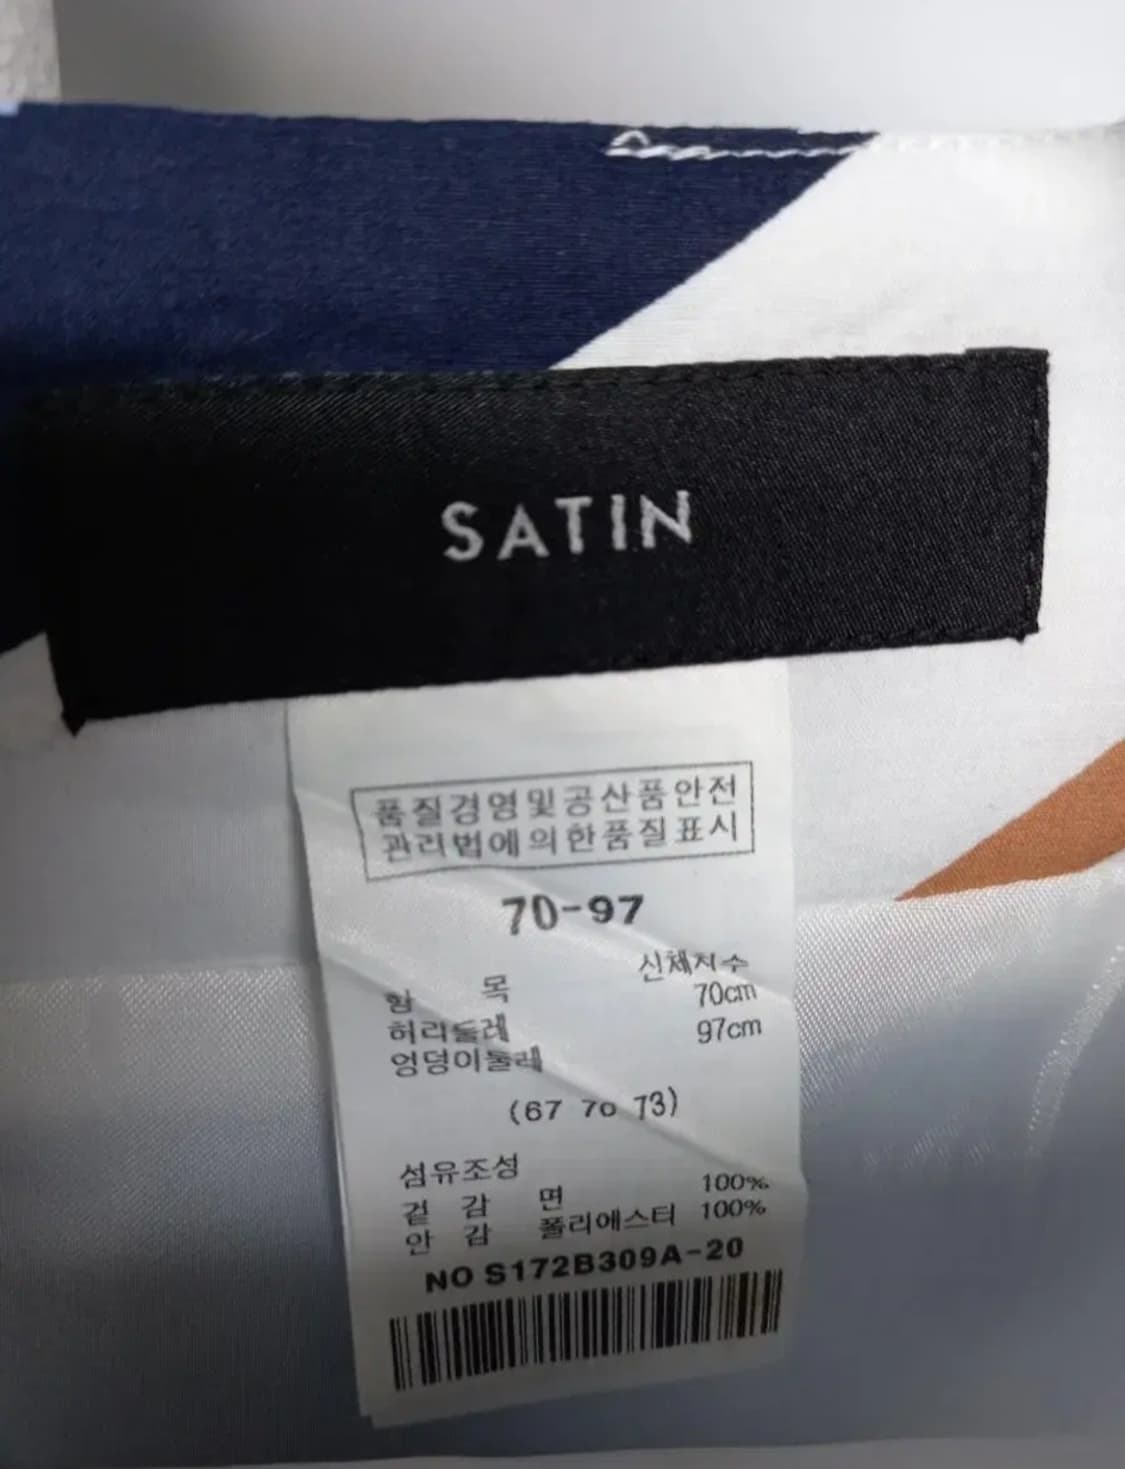 SATIN
품질경영및공산품안전
관리법에의한품질표시
70-97
신체치수
항 목 70cm
허리둘레 97cm
엉덩이둘레
(67 70 73)
섬유조성
겉 감 면 100%
안 감 폴리에스터 100%
NO S172B309A-20